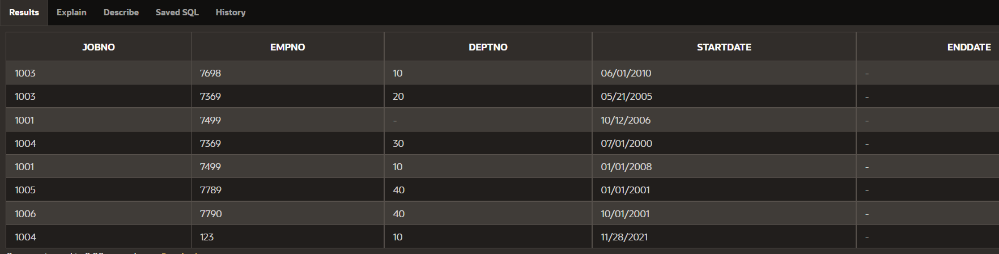 Results Explain Describe Saved SQL History
JOBNO EMPNO DEPTNO STARTDATE ENDDATE
1003 7698 10 06/01/2010 -
1003 7369 20 05/21/2005 -
1001 7499 - 10/12/2006 -
1004 7369 30 07/01/2000 -
1001 7499 10 01/01/2008 -
1005 7789 40 01/01/2001 -
1006 7790 40 10/01/2001 -
1004 123 10 11/28/2021 -